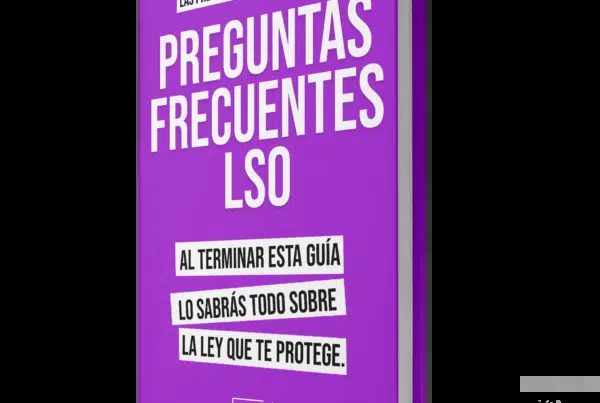 PREGUNTAS
FRECUENTES
LSO
AL TERMINAR ESTA GUÍA
LO SABRÁS TODO SOBRE
LA LEY QUE TE PROTEGE.